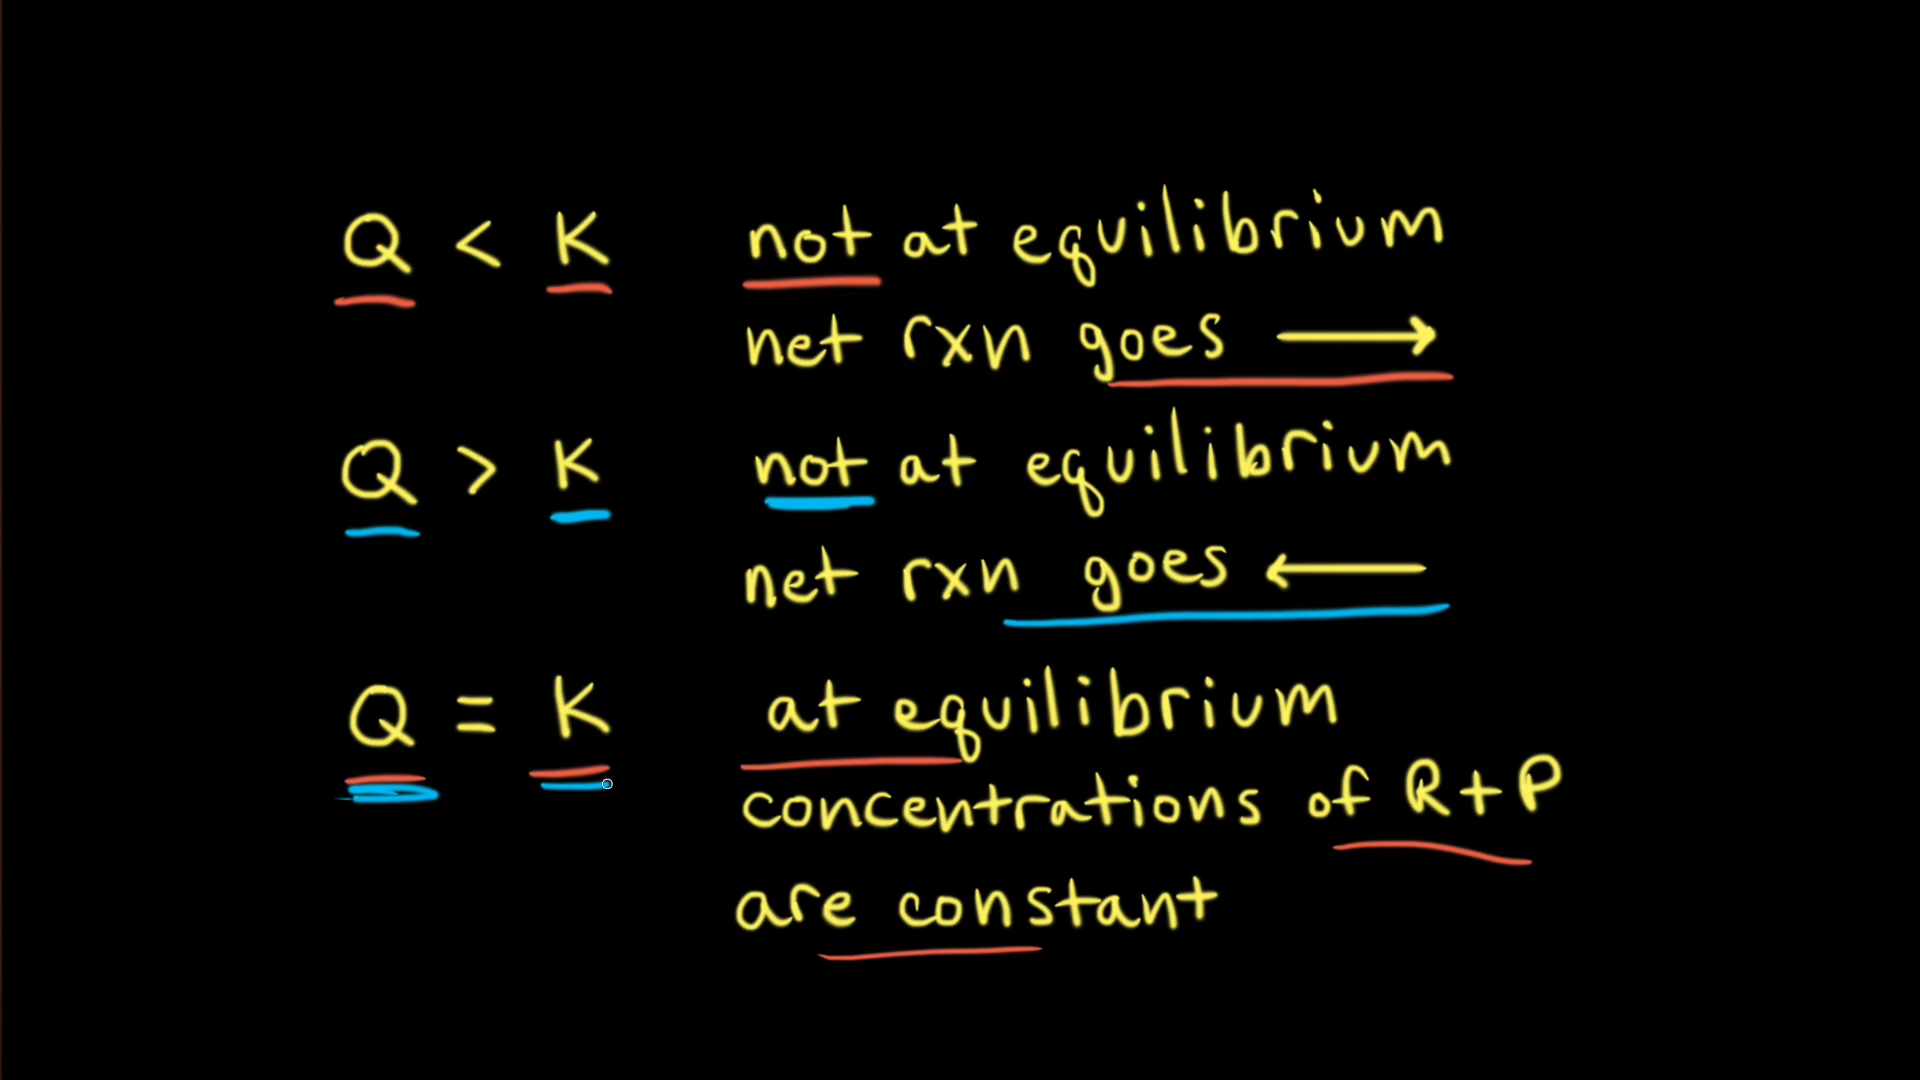 Q < K not at equilibrium
net rxn goes →
Q > K not at equilibrium
net rxn goes ←
Q = K at equilibrium
concentrations of R + P
are constant